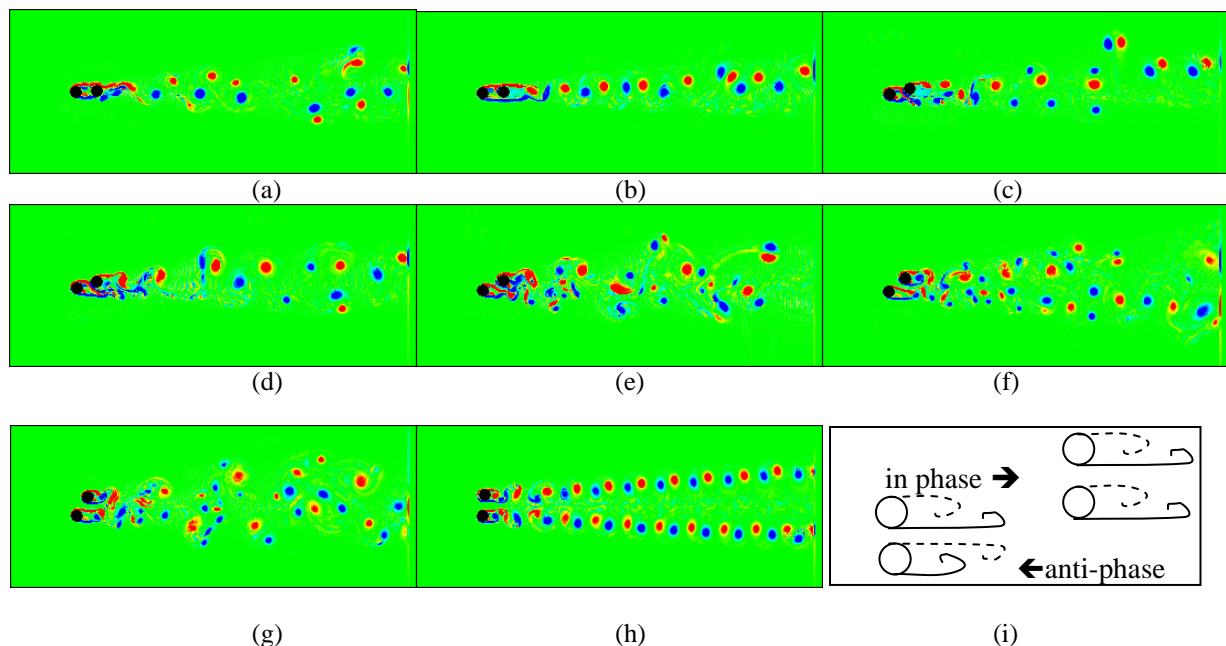 (a)
(b)
(c)
(d)
(e)
(f)
in phase ➔
🡸anti-phase
(g)
(h)
(i)